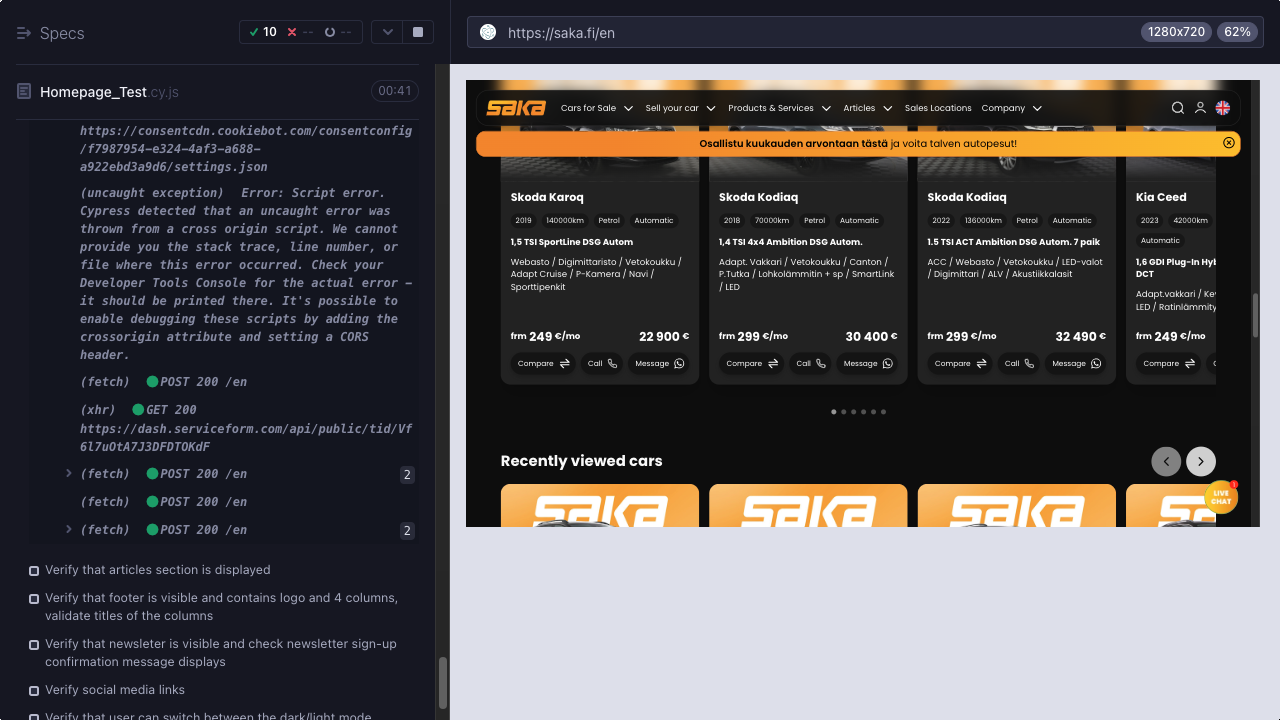 Specs
10
--
--
https://saka.fi/en
1280x720
62%
Homepage_Test.cy.js
00:41
https://consentcdn.cookiebot.com/consentconfig
/f7987954-e324-4af3-a688-
a922ebd3a9d6/settings.json
(uncaught exception) Error: Script error.
Cypress detected that an uncaught error was
thrown from a cross origin script. We cannot
provide you the stack trace, line number, or
file where this error occurred. Check your
Developer Tools Console for the actual error -
it should be printed there. It's possible to
enable debugging these scripts by adding the
crossorigin attribute and setting a CORS
header.
(fetch) POST 200 /en
(xhr) GET 200
https://dash.serviceform.com/api/public/tid/Vf
6l7uOtA7J3DFDTOKdF
(fetch) POST 200 /en
2
(fetch) POST 200 /en
(fetch) POST 200 /en
2
Verify that articles section is displayed
Verify that footer is visible and contains logo and 4 columns,
validate titles of the columns
Verify that newsleter is visible and check newsletter sign-up
confirmation message displays
Verify social media links
Verify that user can switch between the dark/light mode
saka
Cars for Sale
Sell your car
Products & Services
Articles
Sales Locations
Company
Osallistu kuukauden arvontaan tästä ja voita talven autopesut!
Skoda Karoq
2019
140000km
Petrol
Automatic
1,5 TSI SportLine DSG Autom
Webasto / Digimittaristo / Vetokoukku /
Adapt Cruise / P-Kamera / Navi /
Sporttipenkit
frm 249 €/mo
22 900 €
Compare
Call
Message
Skoda Kodiaq
2018
70000km
Petrol
Automatic
1,4 TSI 4x4 Ambition DSG Autom.
Adapt. Vakkari / Vetokoukku / Canton /
P.Tutka / Lohkolämmitin + sp / SmartLink
/ LED
frm 299 €/mo
30 400 €
Compare
Call
Message
Skoda Kodiaq
2022
136000km
Petrol
Automatic
1.5 TSI ACT Ambition DSG Autom. 7 paik
ACC / Webasto / Vetokoukku / LED-valot
/ Digimittari / ALV / Akustiikkalasit
frm 299 €/mo
32 490 €
Compare
Call
Message
Kia Ceed
2023
42000km
Automatic
1,6 GDI Plug-In Hyb
DCT
Adapt.vakkari / Ke
LED / Ratinlämmity
frm 249 €/mo
Compare
Recently viewed cars
saka
saka
saka
sa
LIVE
CHAT
1